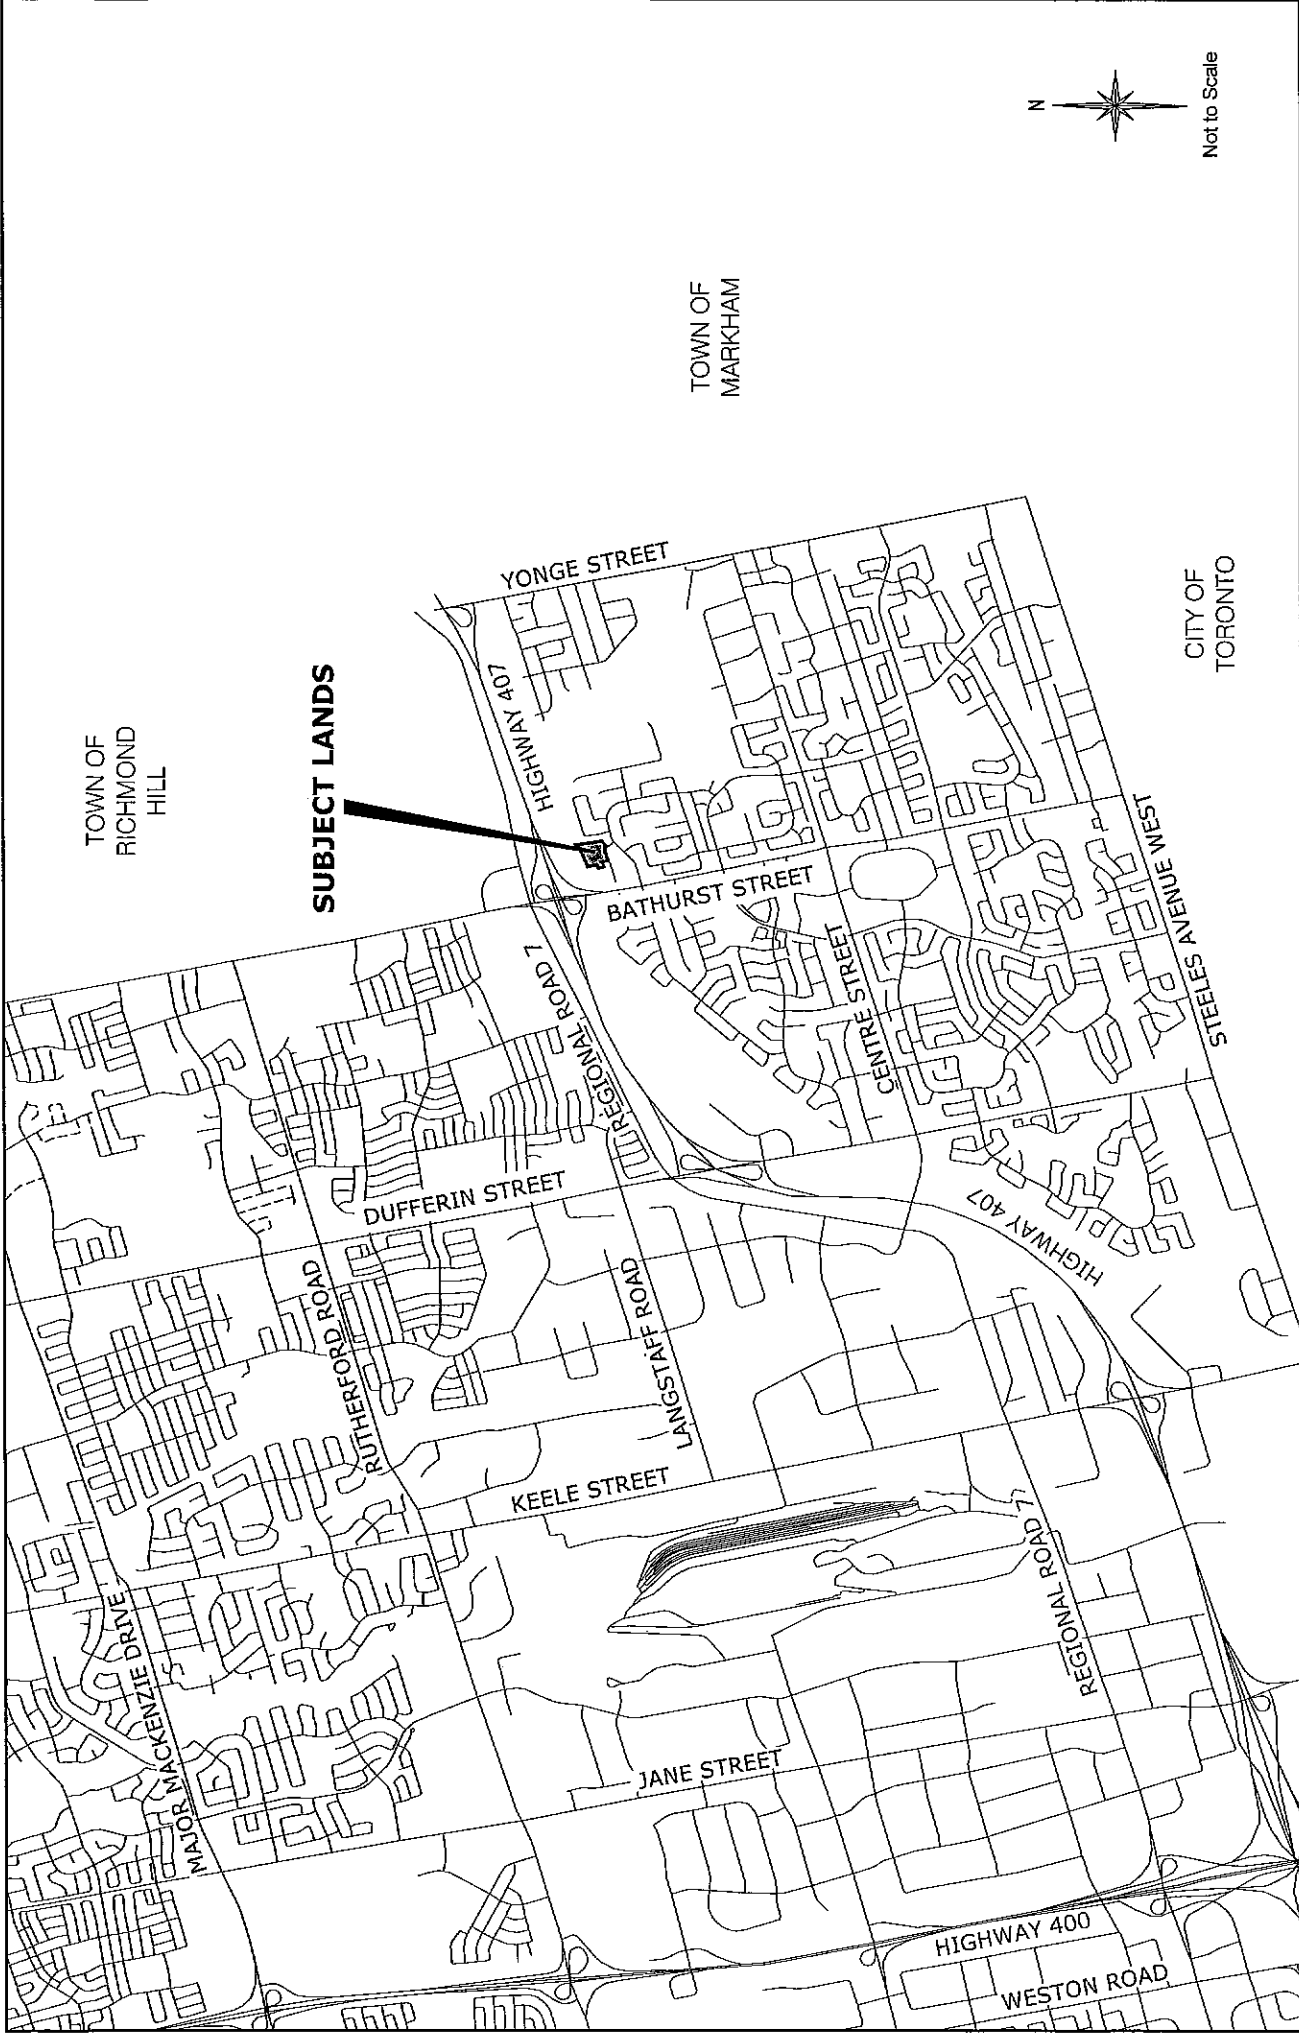 TOWN OF
RICHMOND
HILL
SUBJECT LANDS
TOWN OF
MARKHAM
CITY OF
TORONTO
N
Not to Scale
YONGE STREET
HIGHWAY 407
BATHURST STREET
REGIONAL ROAD 7
CENTRE STREET
STEELES AVENUE WEST
DUFFERIN STREET
HIGHWAY 407
RUTHERFORD ROAD
LANGSTAFF ROAD
KEELE STREET
REGIONAL ROAD 7
MAJOR MACKENZIE DRIVE
JANE STREET
HIGHWAY 400
WESTON ROAD